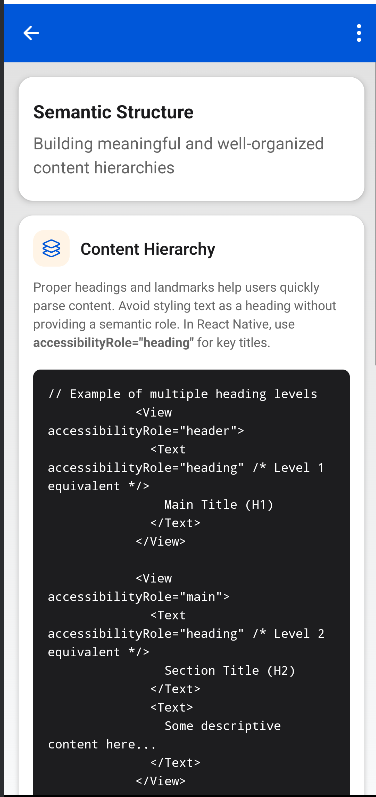 Semantic Structure
Building meaningful and well-organized
content hierarchies
Content Hierarchy
Proper headings and landmarks help users quickly
parse content. Avoid styling text as a heading without
providing a semantic role. In React Native, use
accessibilityRole="heading" for key titles.
// Example of multiple heading levels
<View
accessibilityRole="header">
<Text
accessibilityRole="heading" /* Level 1
equivalent */>
Main Title (H1)
</Text>
</View>
<View
accessibilityRole="main">
<Text
accessibilityRole="heading" /* Level 2
equivalent */>
Section Title (H2)
</Text>
<Text>
Some descriptive
content here...
</Text>
</View>